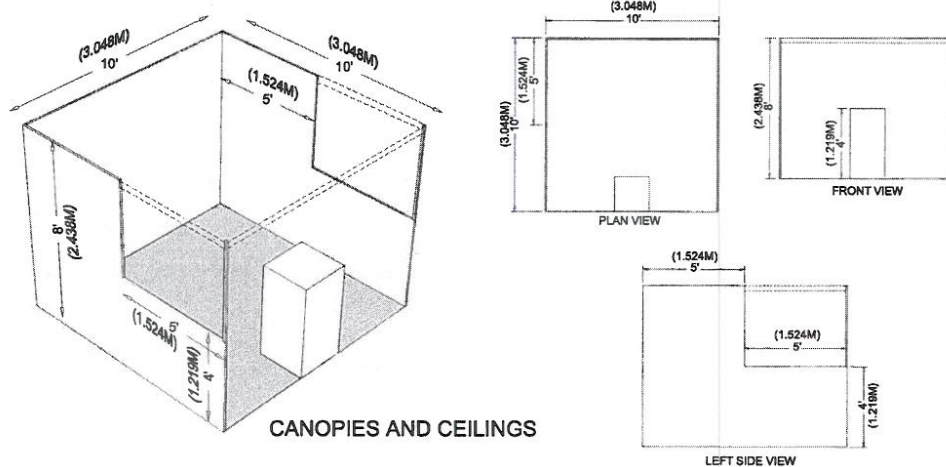 (3.048M)
10'
(3.048M)
10'
(1.524M)
5'
8'
(2.438M)
5'
(1.524M)
4'
(1.219M)
CANOPIES AND CEILINGS
(3.048M)
10'
(1.524M)
5'
(3.048M)
10'
PLAN VIEW
(2.438M)
8'
(1.219M)
4'
FRONT VIEW
(1.524M)
5'
(1.524M)
5'
4'
(1.219M)
LEFT SIDE VIEW